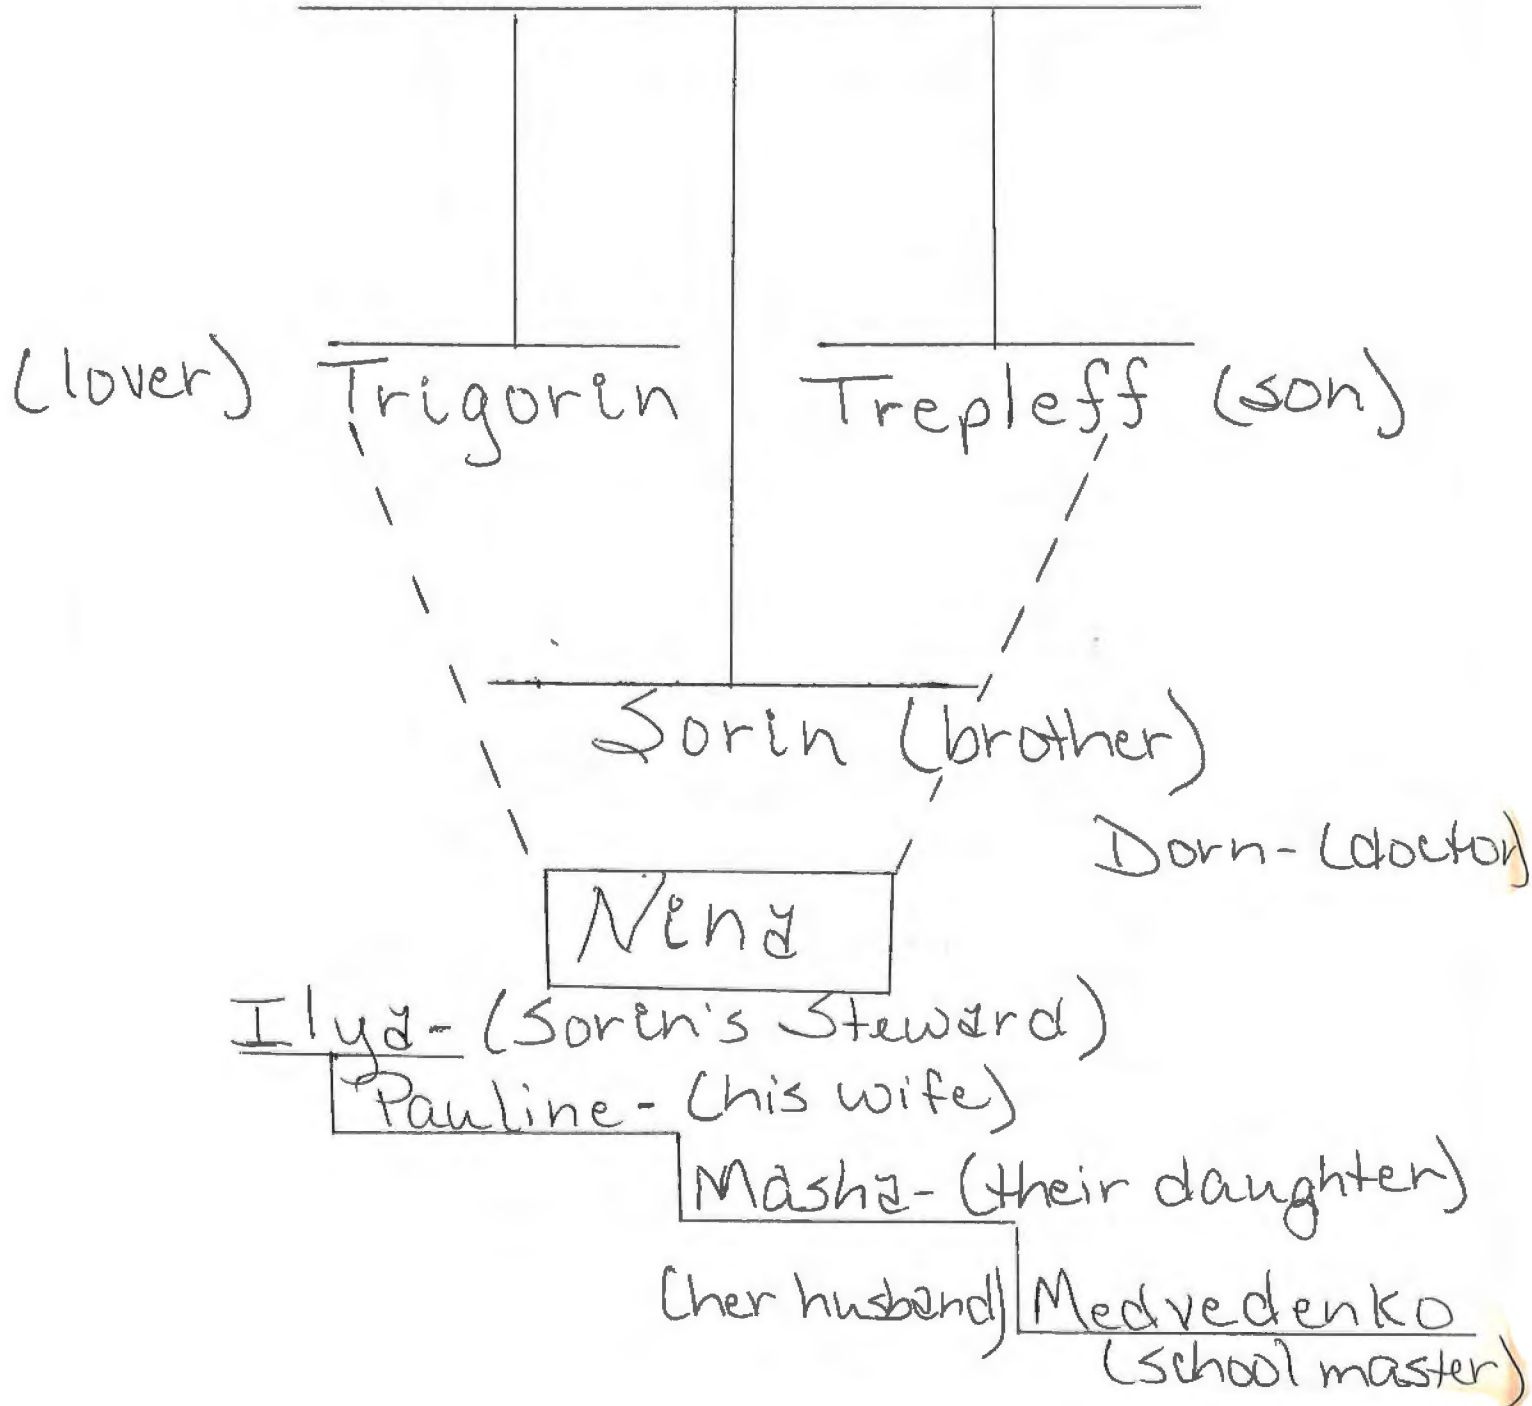 (lover) Trigorin Trepleff (son)
Sorin (brother)
Dorn- (doctor)
Nina
Ilya- (Sorin's Steward)
Pauline- (his wife)
Masha- (their daughter)
(her husband) Medvedenko
(school master)